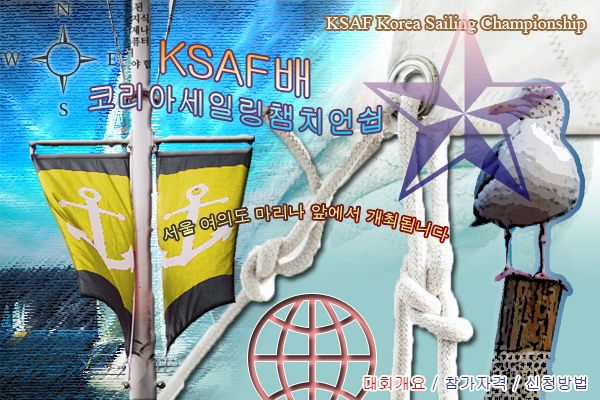 KSAF Korea Sailing Championship
N
W
E
S
KSAF배
코리아세일링챔치언쉽
서울 여의도 마리나 앞에서 개최됩니다
대회개요 / 참가자격 / 신청방법